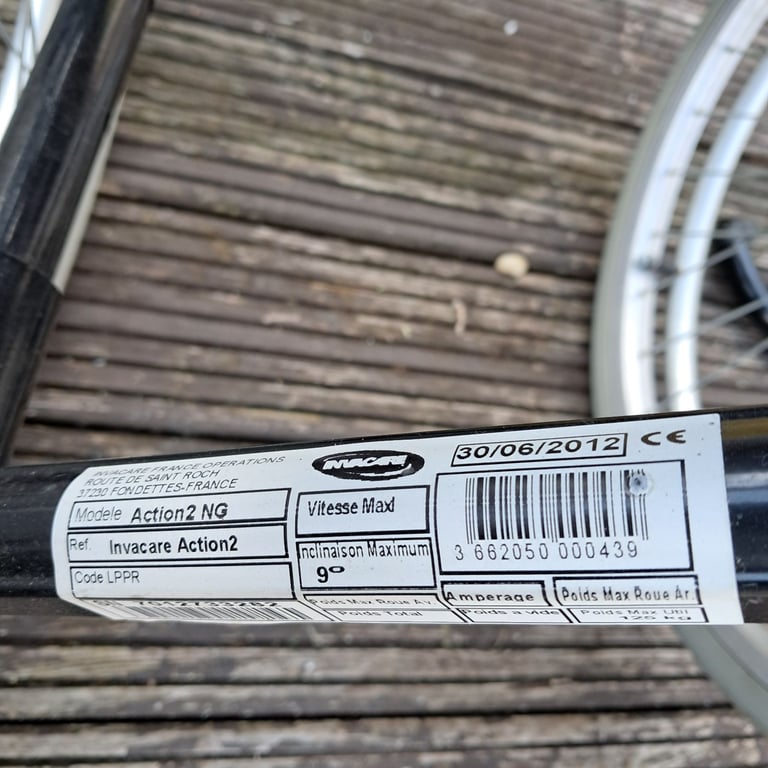 INVACARE FRANCE OPERATIONS
ROUTE DE SAINT ROCH
37230 FONDETTES-FRANCE
INVACARE
30/06/2012 CE
Modele Action2 NG
Ref. Invacare Action2
Code LPPR
Vitesse Maxi
Inclinaison Maximum
9°
3 662050 000439
Amperage
Poids Max Roue Ar.
Poids Max Roue Av.
Poids Total
Poids a vide
Poids Max Util
125 kg